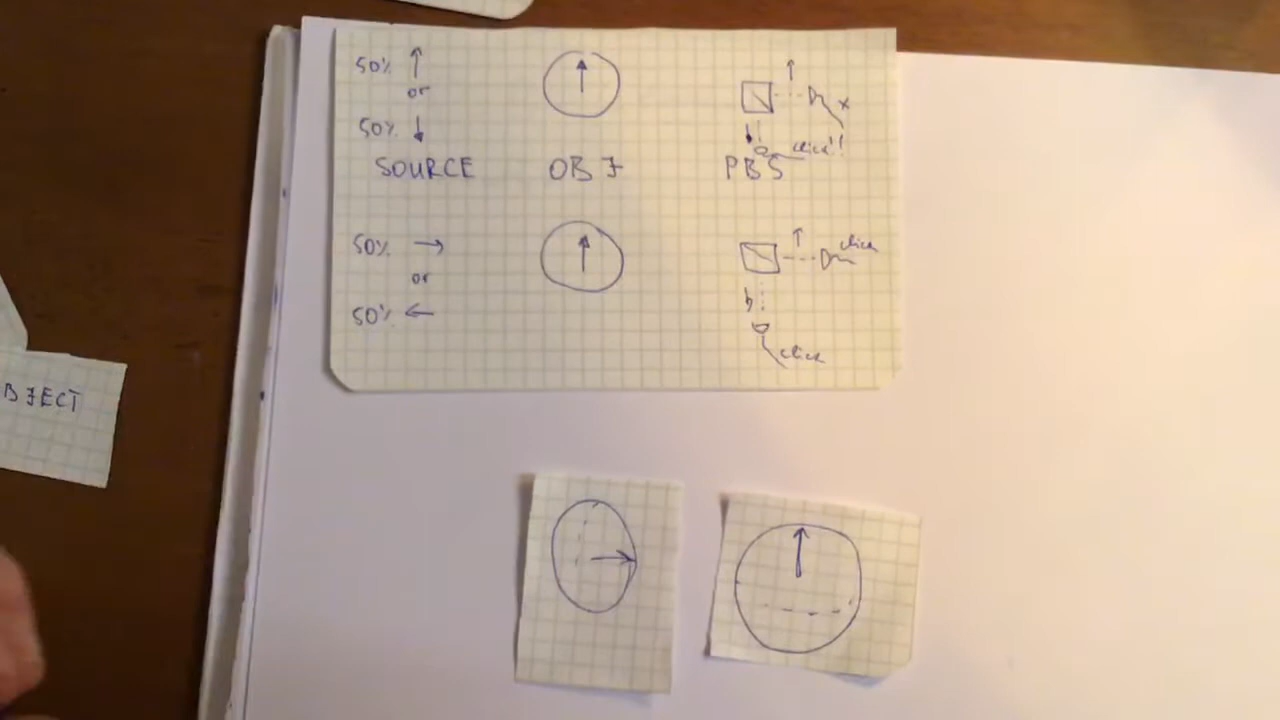 50% ↑
or
50% ↓
x
click!!
SOURCE OBJ PBS
50% →
or
50% ←
click
click
BJECT